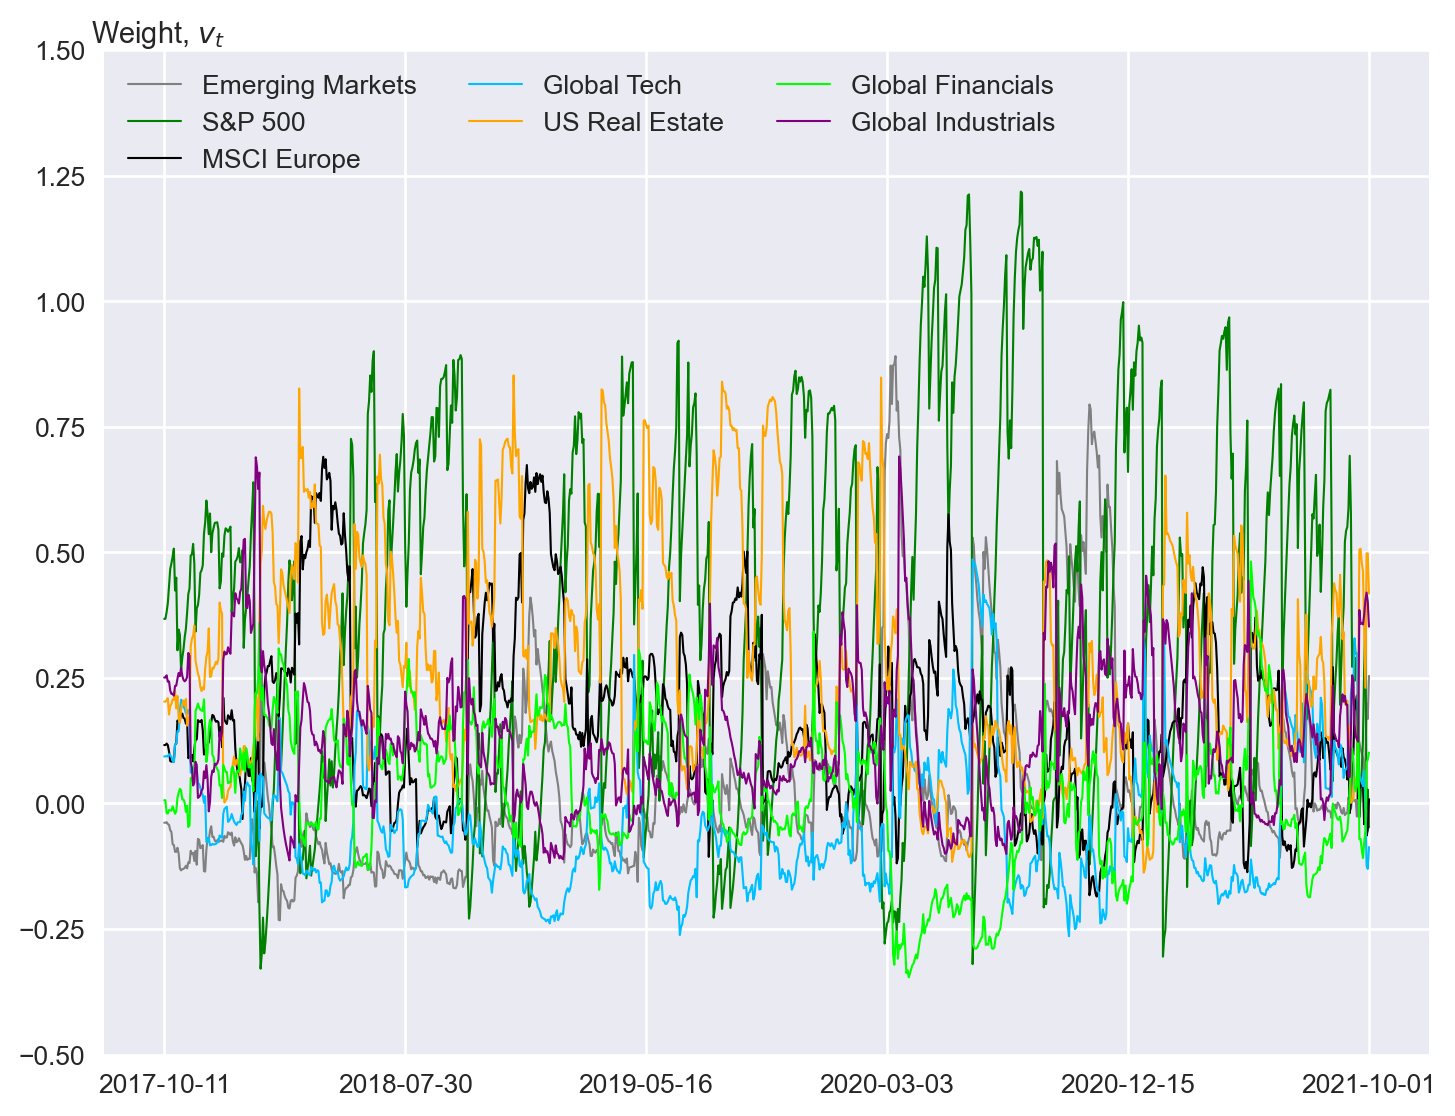 Weight, vₜ
1.50
1.25
1.00
0.75
0.50
0.25
0.00
−0.25
−0.50
Emerging Markets
S&P 500
MSCI Europe
Global Tech
US Real Estate
Global Financials
Global Industrials
2017-10-11 2018-07-30 2019-05-16 2020-03-03 2020-12-15 2021-10-01